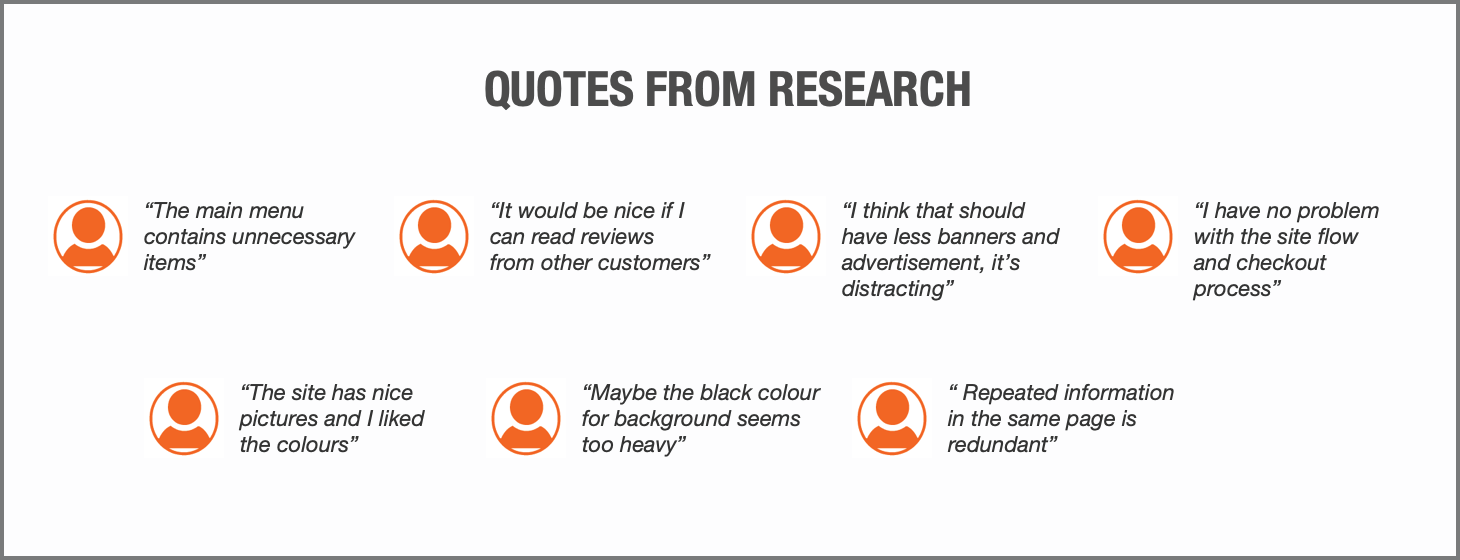 QUOTES FROM RESEARCH
“The main menu
contains unnecessary
items”
“It would be nice if I
can read reviews
from other customers”
“I think that should
have less banners and
advertisement, it’s
distracting”
“I have no problem
with the site flow
and checkout
process”
“The site has nice
pictures and I liked
the colours”
“Maybe the black colour
for background seems
too heavy”
“ Repeated information
in the same page is
redundant”